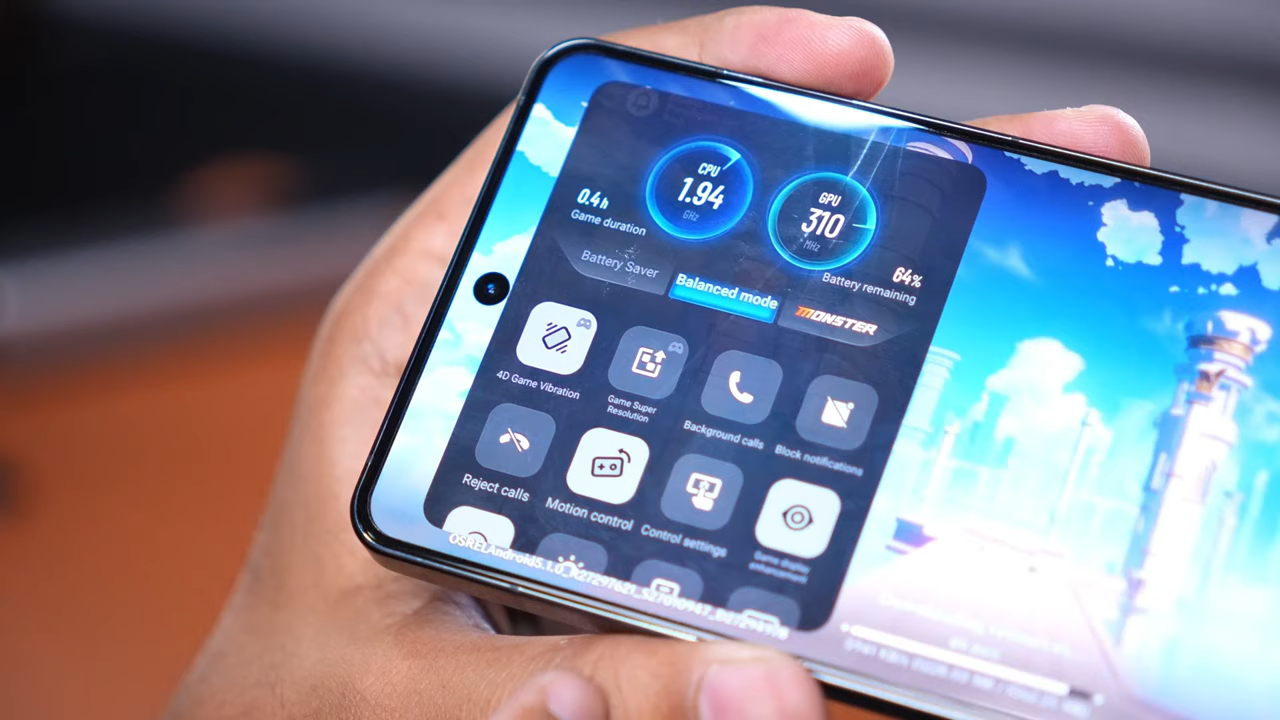 CPU
1.94
GHz
GPU
310
MHz
0.4 h
Game duration
64%
Battery remaining
Battery Saver
Balanced mode
MONSTER
4D Game Vibration
Game Super
Resolution
Background calls
Block notifications
Reject calls
Motion control
Control settings
Game display
enhancement